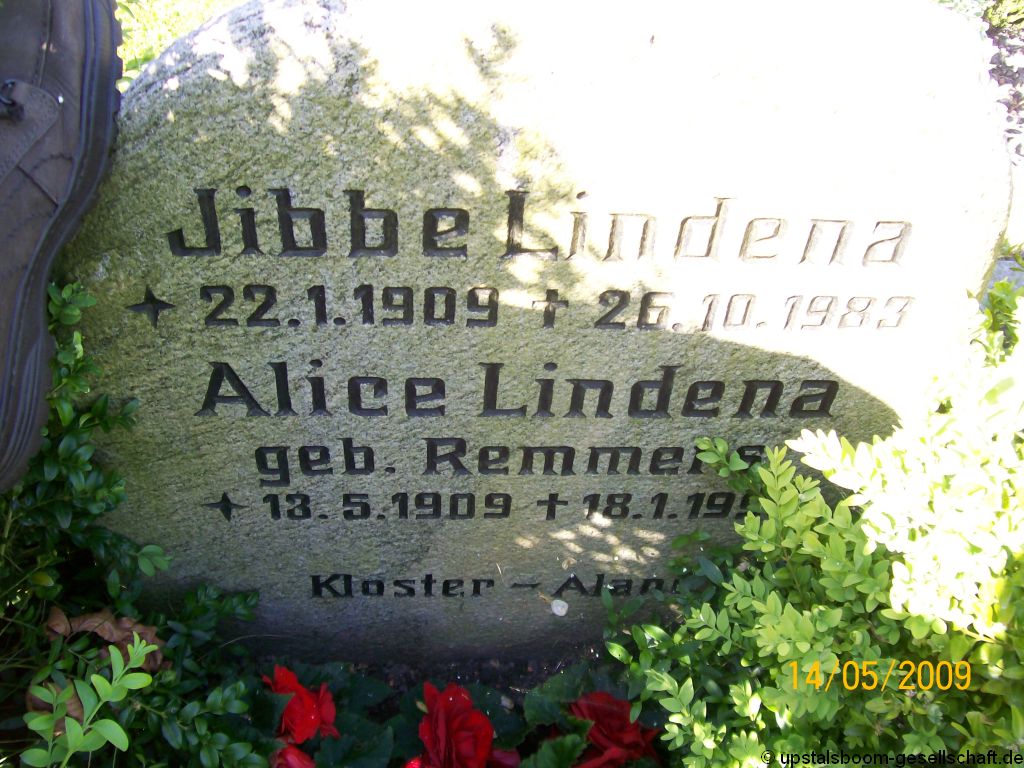 Jibbe Lindena
22.1.1909 † 26.10.1983
Alice Lindena
geb. Remmers
13.5.1909 † 18.1.
Kloster –
14/05/2009
© upstalsboom-gesellschaft.de